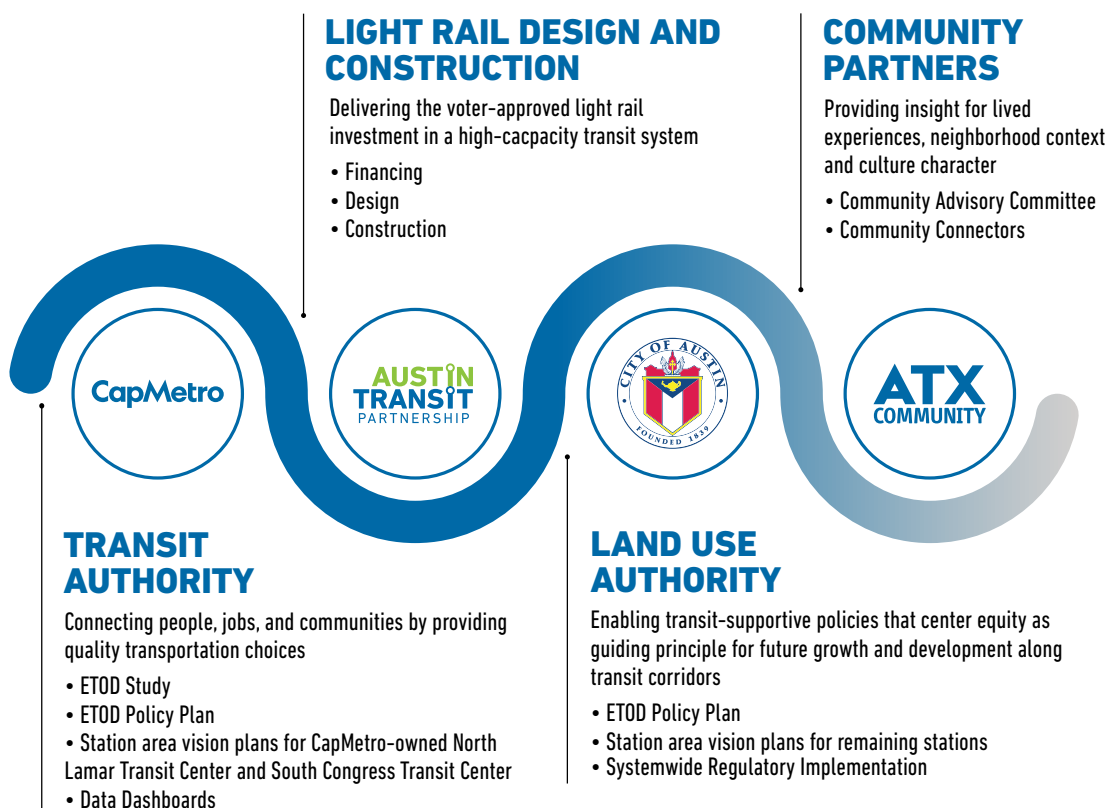 LIGHT RAIL DESIGN AND
CONSTRUCTION
Delivering the voter-approved light rail
investment in a high-cacpacity transit system
• Financing
• Design
• Construction
COMMUNITY
PARTNERS
Providing insight for lived
experiences, neighborhood context
and culture character
• Community Advisory Committee
• Community Connectors
CapMetro
AUSTIN
TRANSIT
PARTNERSHIP
CITY OF AUSTIN
FOUNDED 1839
ATX
COMMUNITY
TRANSIT
AUTHORITY
Connecting people, jobs, and communities by providing
quality transportation choices
• ETOD Study
• ETOD Policy Plan
• Station area vision plans for CapMetro-owned North
Lamar Transit Center and South Congress Transit Center
• Data Dashboards
LAND USE
AUTHORITY
Enabling transit-supportive policies that center equity as
guiding principle for future growth and development along
transit corridors
• ETOD Policy Plan
• Station area vision plans for remaining stations
• Systemwide Regulatory Implementation